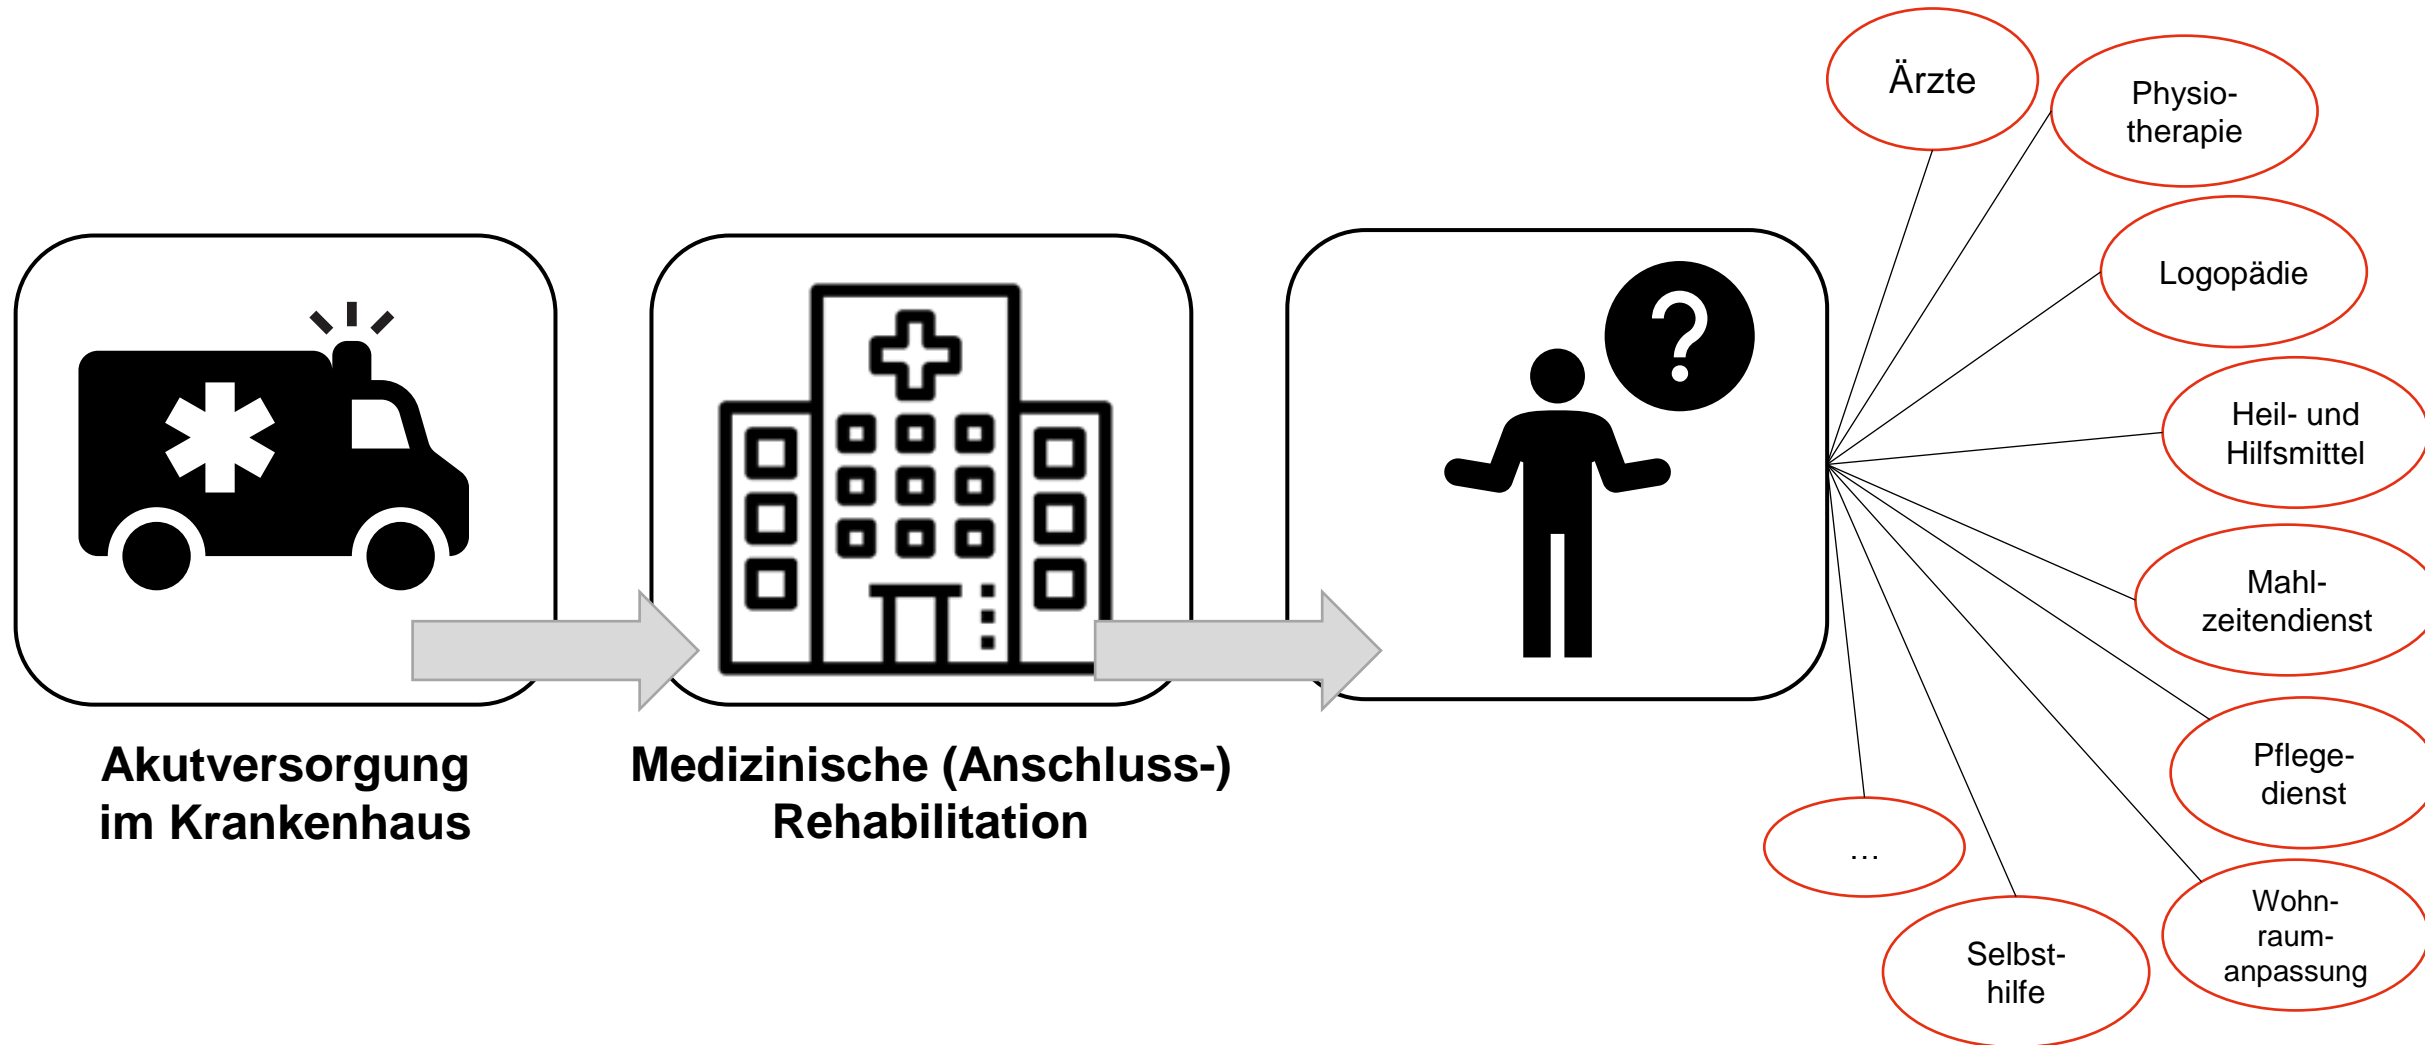 Akutversorgung
im Krankenhaus
Medizinische (Anschluss-)
Rehabilitation
?
Ärzte
Physio-
therapie
Logopädie
Heil- und
Hilfsmittel
Mahl-
zeitendienst
Pflege-
dienst
Wohn-
raum-
anpassung
Selbst-
hilfe
…